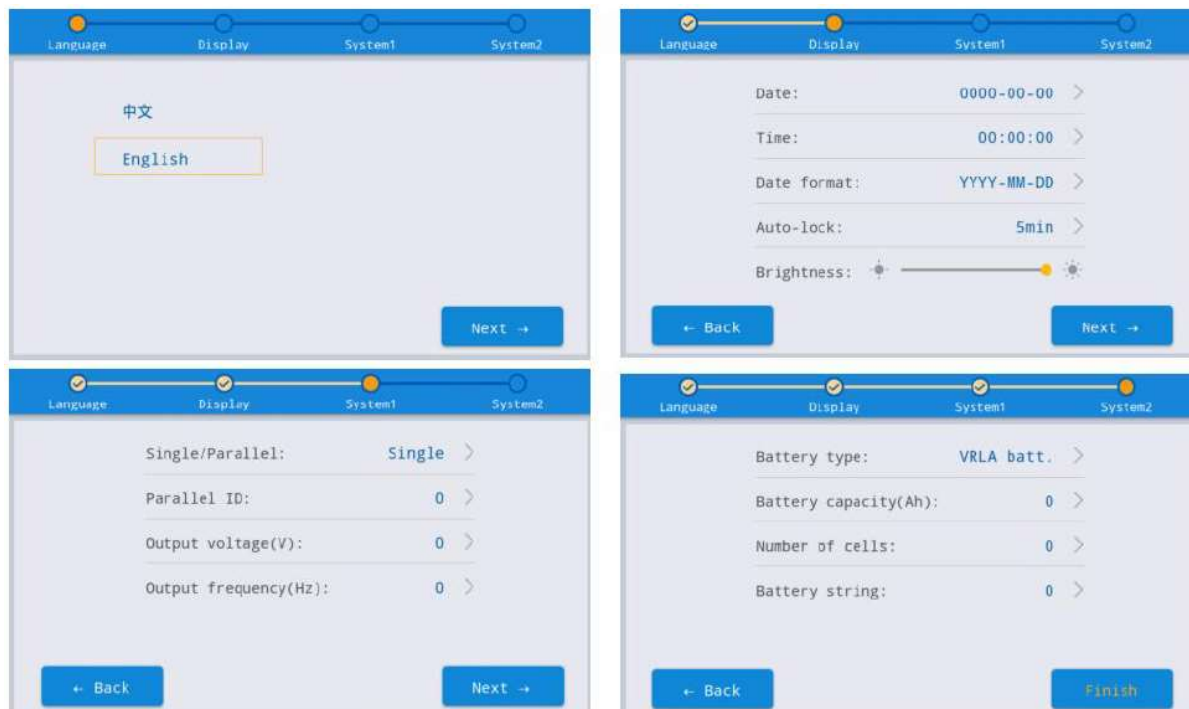 Language Display System1 System2
中文
English
Next →
Language Display System1 System2
Date: 0000-00-00 >
Time: 00:00:00 >
Date format: YYYY-MM-DD >
Auto-lock: 5min >
Brightness:
← Back Next →
Language Display System1 System2
Single/Parallel: Single >
Parallel ID: 0 >
Output voltage(V): 0 >
Output frequency(Hz): 0 >
← Back Next →
Language Display System1 System2
Battery type: VRLA batt. >
Battery capacity(Ah): 0 >
Number of cells: 0 >
Battery string: 0 >
← Back Finish